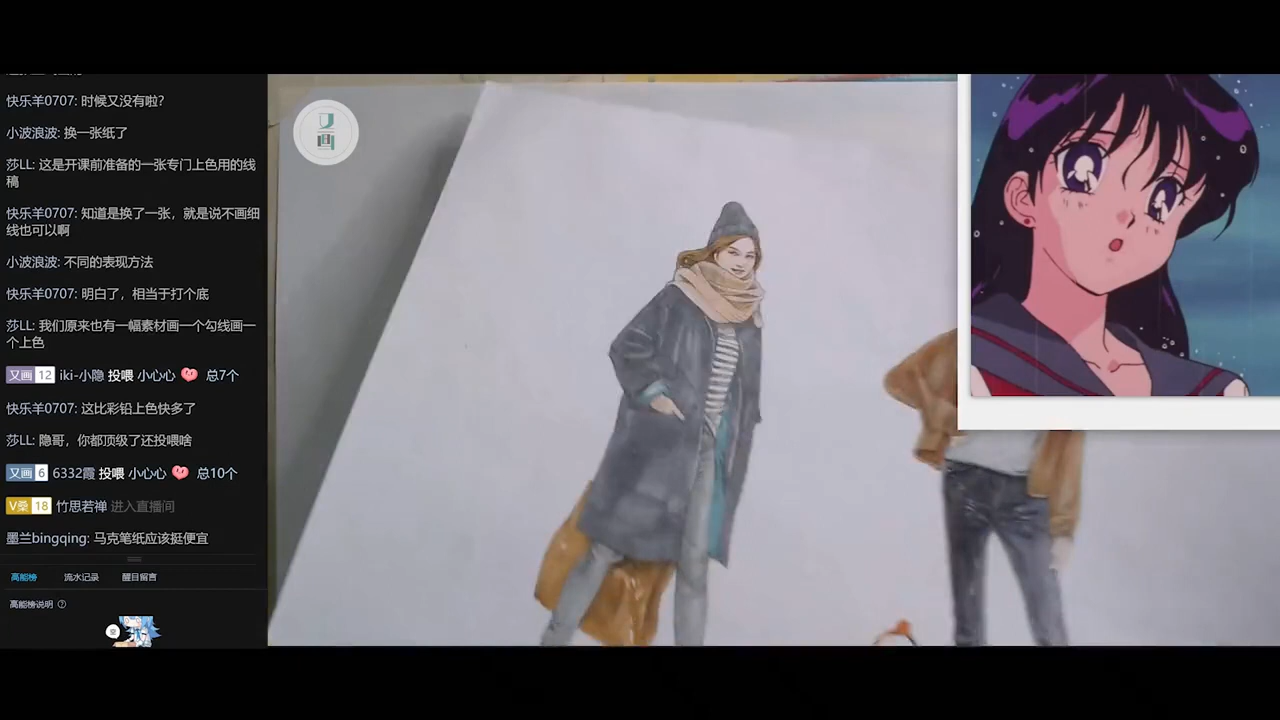 快乐羊0707: 时候又没有啦?
小波浪波: 换一张纸了
莎LL: 这是开课前准备的一张专门上色用的线
稿
快乐羊0707: 知道是换了一张，就是说不画细
线也可以啊
小波浪波: 不同的表现方法
快乐羊0707: 明白了，相当于打个底
莎LL: 我们原来也有一幅素材画一个勾线画一
个上色
又画 12 iki-小隐 投喂 小心心 总7个
快乐羊0707: 这比彩铅上色快多了
莎LL: 隐哥，你都顶级了还投喂啥
又画 6 6332霞 投喂 小心心 总10个
V桑 18 竹思若禅 进入直播间
墨兰bingqing: 马克笔纸应该挺便宜
高能榜 流水记录 醒目留言
高能榜说明 ?